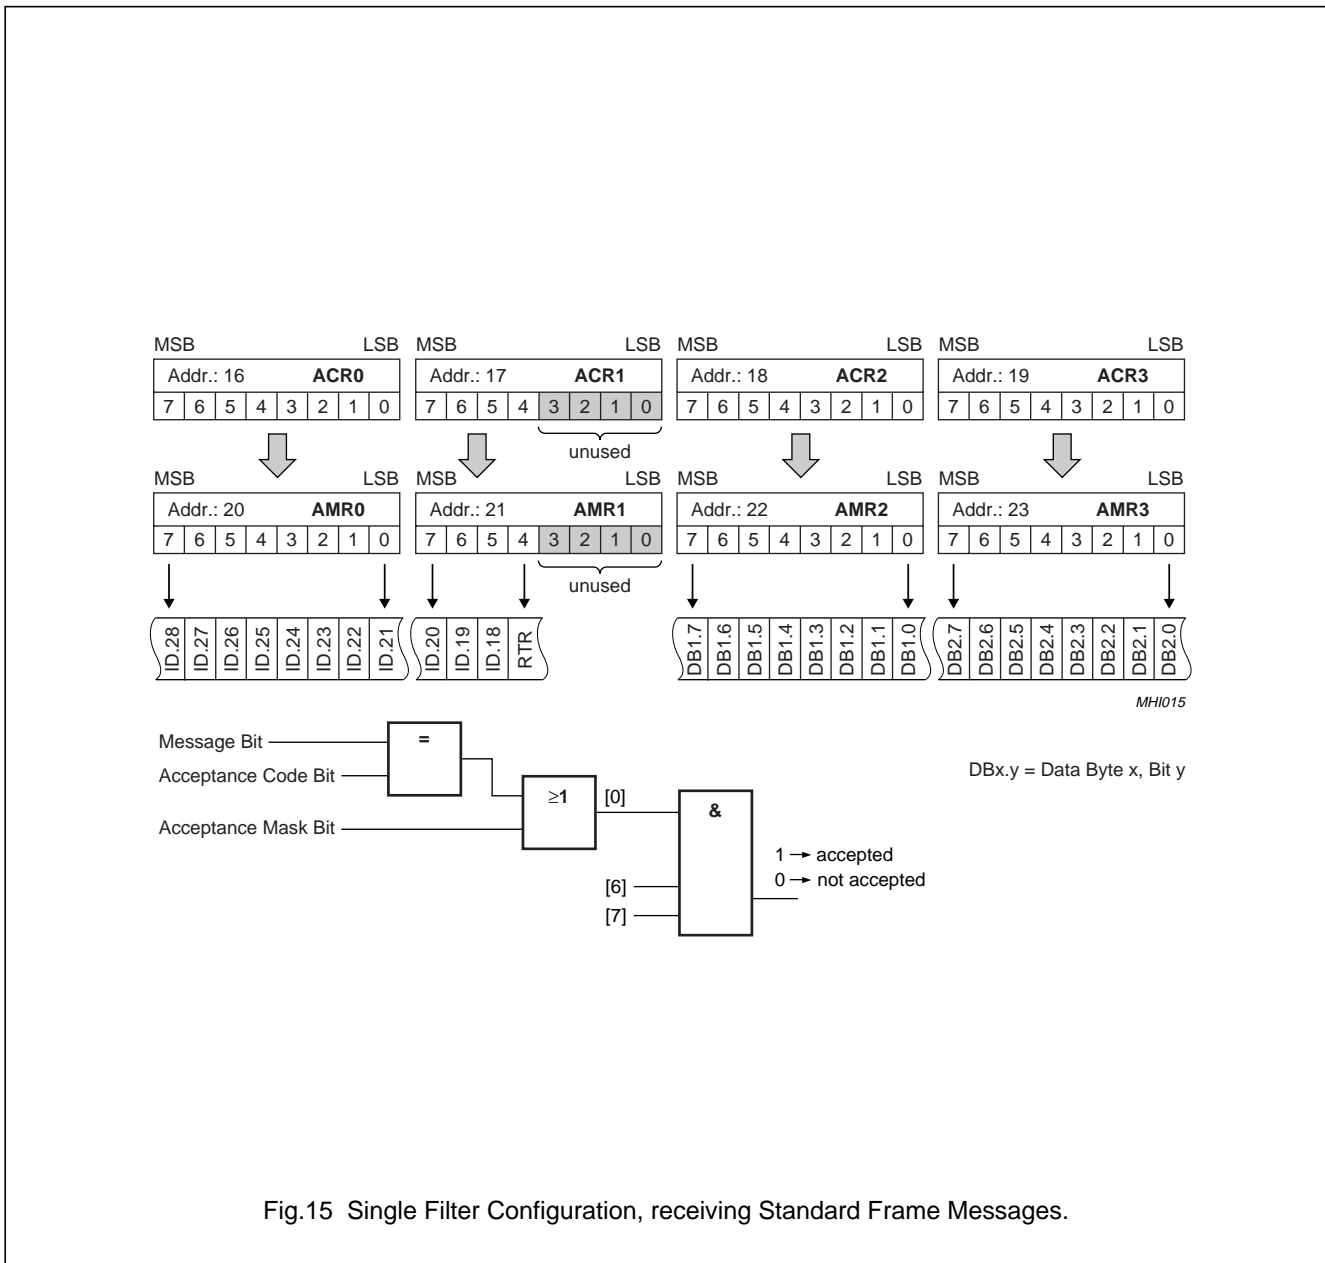 MSB LSB MSB LSB MSB LSB MSB LSB
Addr.: 16 ACR0 Addr.: 17 ACR1 Addr.: 18 ACR2 Addr.: 19 ACR3
7 6 5 4 3 2 1 0 7 6 5 4 3 2 1 0 7 6 5 4 3 2 1 0 7 6 5 4 3 2 1 0
unused
MSB LSB MSB LSB MSB LSB MSB LSB
Addr.: 20 AMR0 Addr.: 21 AMR1 Addr.: 22 AMR2 Addr.: 23 AMR3
7 6 5 4 3 2 1 0 7 6 5 4 3 2 1 0 7 6 5 4 3 2 1 0 7 6 5 4 3 2 1 0
unused
ID.28 ID.27 ID.26 ID.25 ID.24 ID.23 ID.22 ID.21 ID.20 ID.19 ID.18 RTR DB1.7 DB1.6 DB1.5 DB1.4 DB1.3 DB1.2 DB1.1 DB1.0 DB2.7 DB2.6 DB2.5 DB2.4 DB2.3 DB2.2 DB2.1 DB2.0
MHI015
Message Bit =
Acceptance Code Bit
DBx.y = Data Byte x, Bit y
≥1 [0] &
Acceptance Mask Bit
1 → accepted
0 → not accepted
[6]
[7]
Fig.15 Single Filter Configuration, receiving Standard Frame Messages.